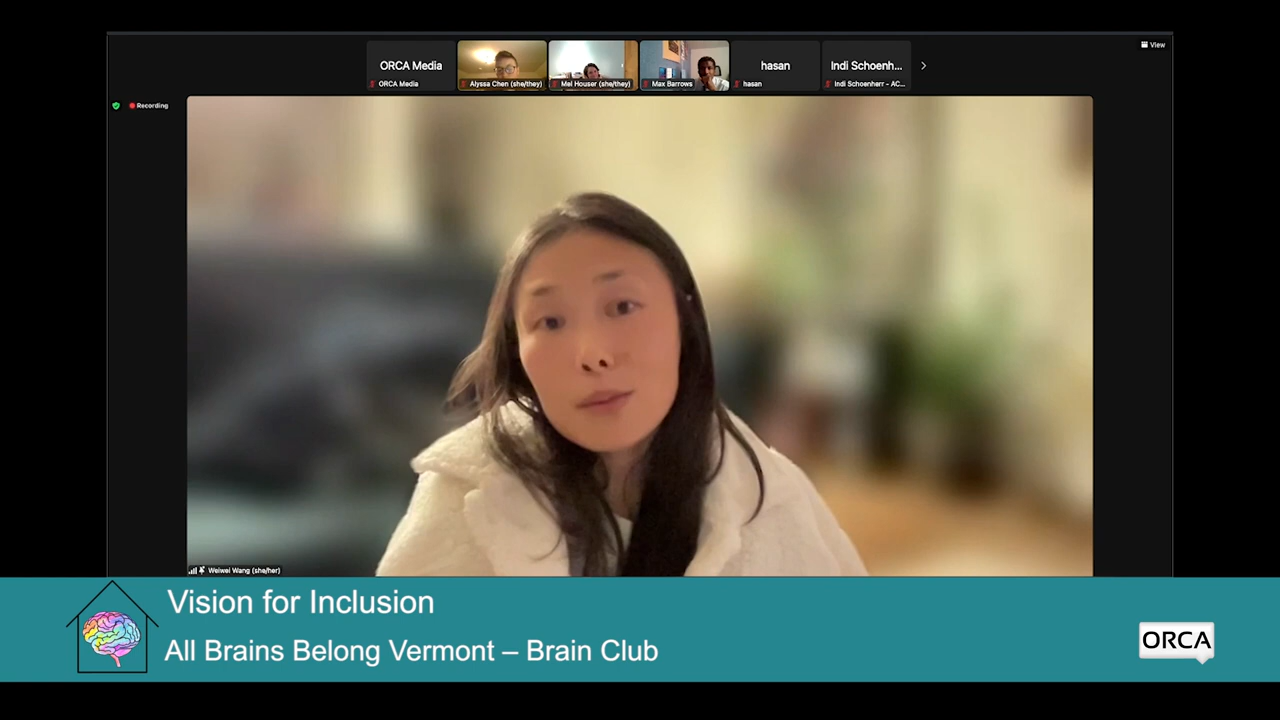 View
ORCA Media
hasan
Indi Schoenh...
ORCA Media
Alyssa Chen (she/they)
Mel Houser (she/they)
Max Barrows
hasan
Indi Schoenherr - AC...
Recording
Weiwei Wang (she/her)
Vision for Inclusion
All Brains Belong Vermont – Brain Club
ORCA